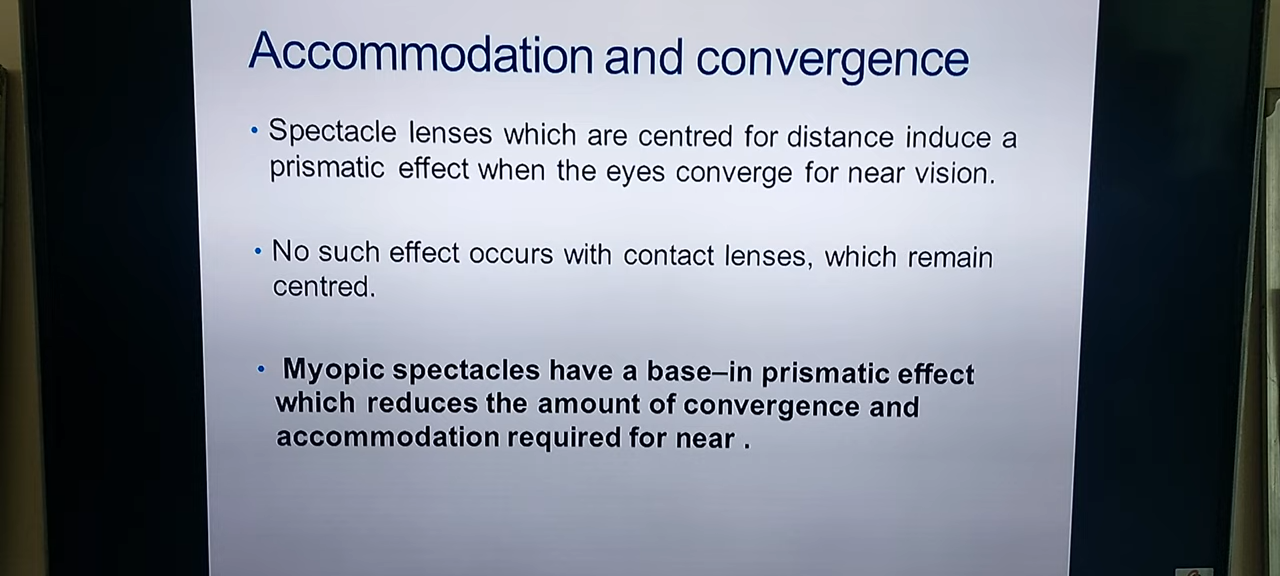 Accommodation and convergence
• Spectacle lenses which are centred for distance induce a
prismatic effect when the eyes converge for near vision.
• No such effect occurs with contact lenses, which remain
centred.
• Myopic spectacles have a base–in prismatic effect
which reduces the amount of convergence and
accommodation required for near .